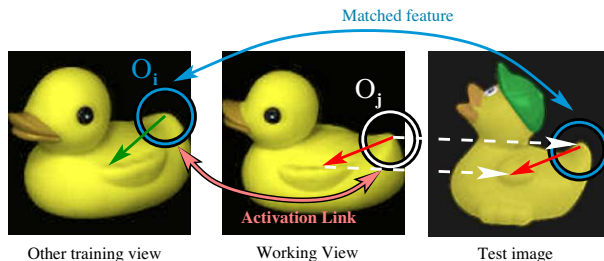 Matched feature
Oi
Oj
Activation Link
Other training view
Working View
Test image